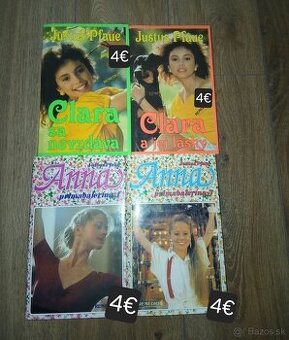 Justus Pfaue
4€
Clara
sa
nevzdáva
Justus Pfaue
4€
Clara
a jej lásky
Anna
primabalerína
4€
Anna
primabalerína
4€
bazos.sk